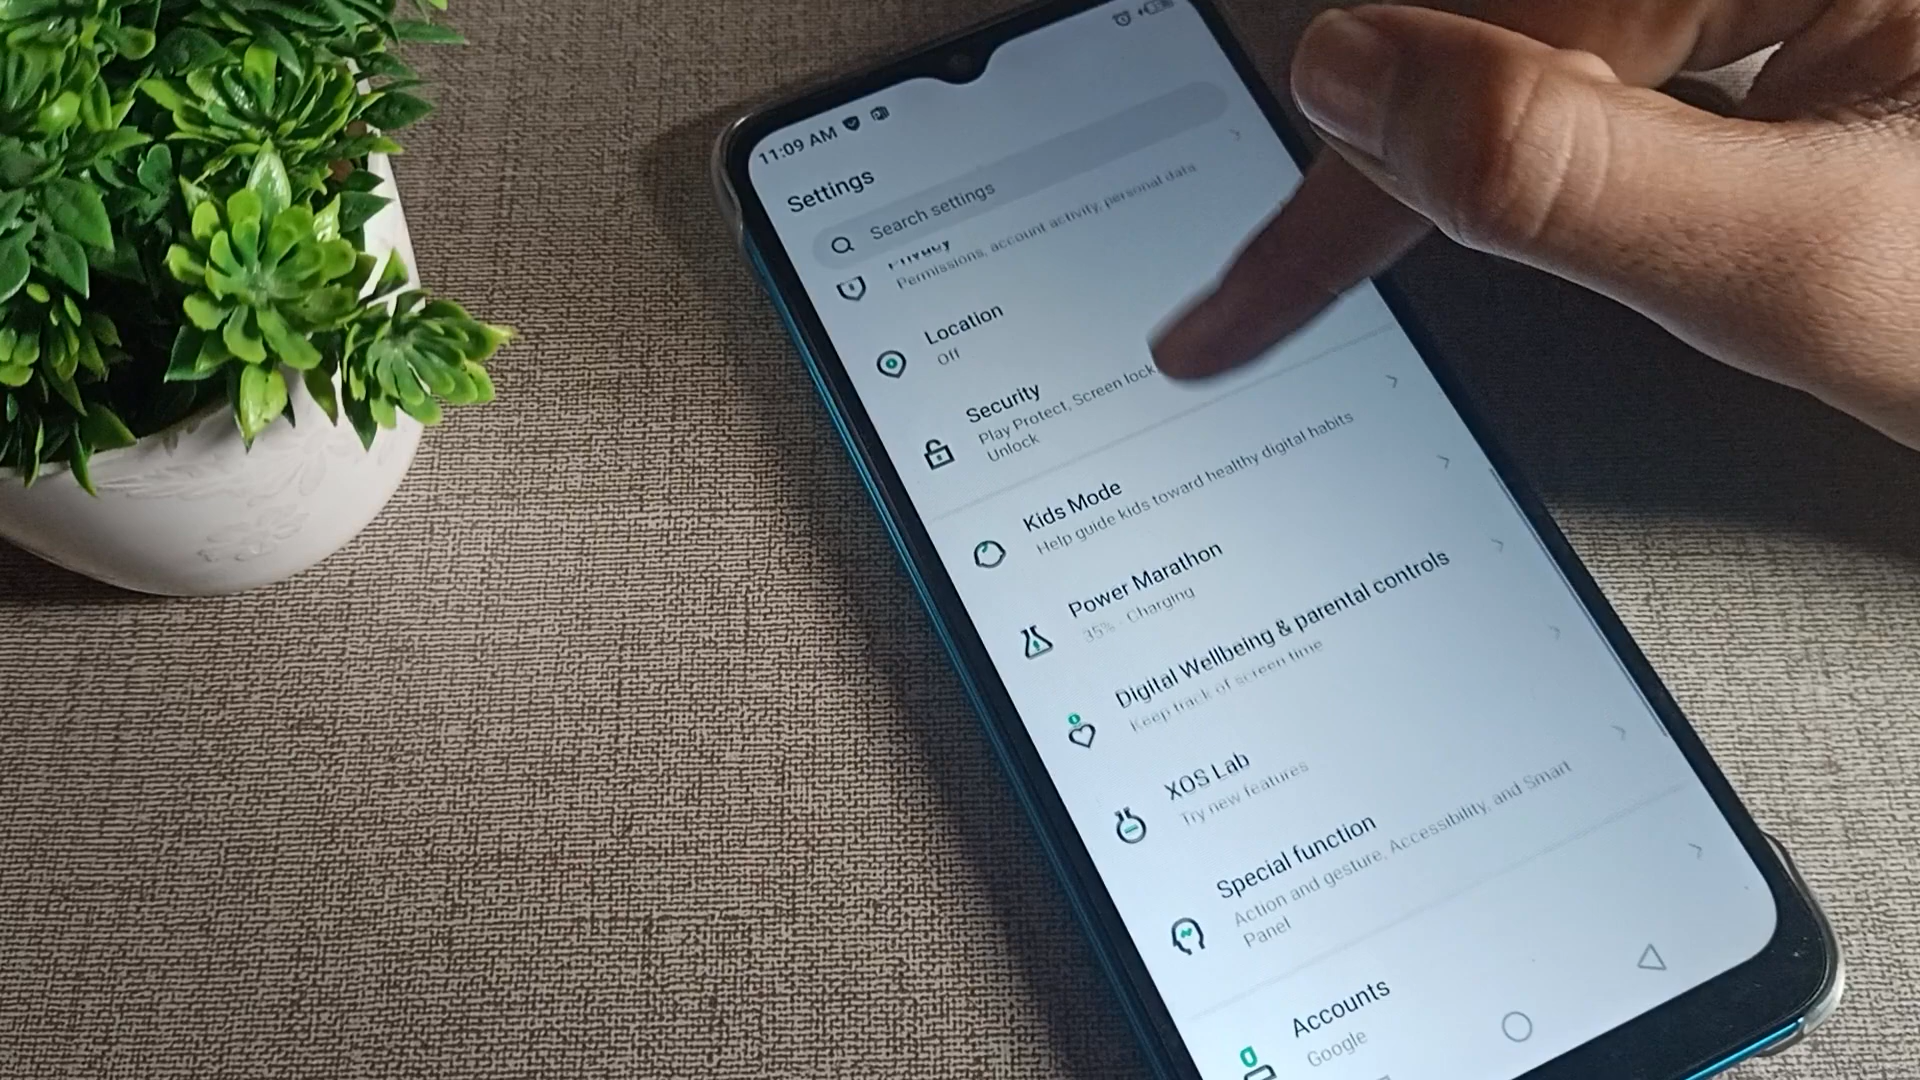 11:09 AM
Settings
Search settings
Privacy
Permissions, account activity, personal data
Location
Off
Security
Play Protect, Screen lock,
Unlock
Kids Mode
Help guide kids toward healthy digital habits
Power Marathon
35% - Charging
Digital Wellbeing & parental controls
Keep track of screen time
XOS Lab
Try new features
Special function
Action and gesture, Accessibility, and Smart
Panel
Accounts
Google